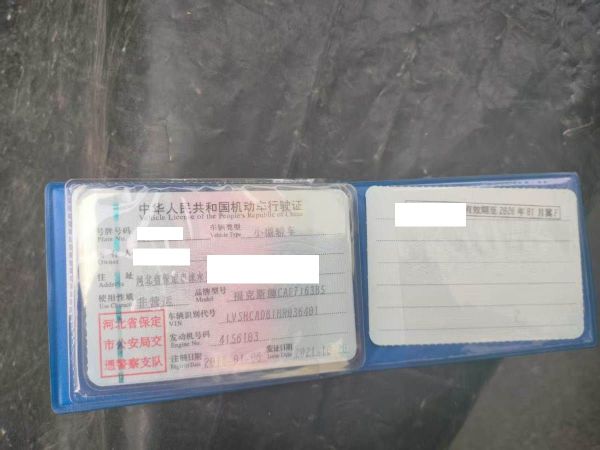 中华人民共和国机动车行驶证
Vehicle License of the People's Republic of China
号牌号码
Plate No.
车辆类型
Vehicle Type
小型轿车
有人
Owner
住 址
Address
河北省保定市涞水
使用性质
Use Character
非营运
品牌型号
Model
福克斯牌CAF7163B5
河北省保定
市公安局交
通警察支队
车辆识别代号
VIN
发动机号码
Engine No.
4156103
注册日期
Register Date
发证日期
Issue Date
有效期至2026年01月冀F